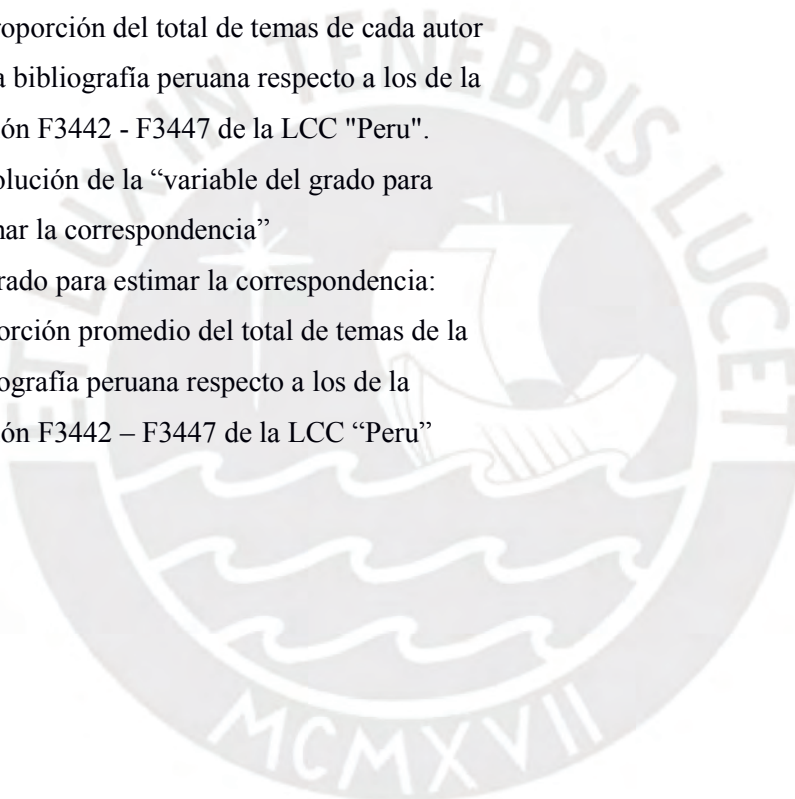 roporción del total de temas de cada autor
a bibliografía peruana respecto a los de la
ón F3442 - F3447 de la LCC "Peru".
olución de la “variable del grado para
nar la correspondencia”
rado para estimar la correspondencia:
orción promedio del total de temas de la
ografía peruana respecto a los de la
ón F3442 – F3447 de la LCC “Peru”
ET LUX IN TENEBRIS LUCET
MCMXVII